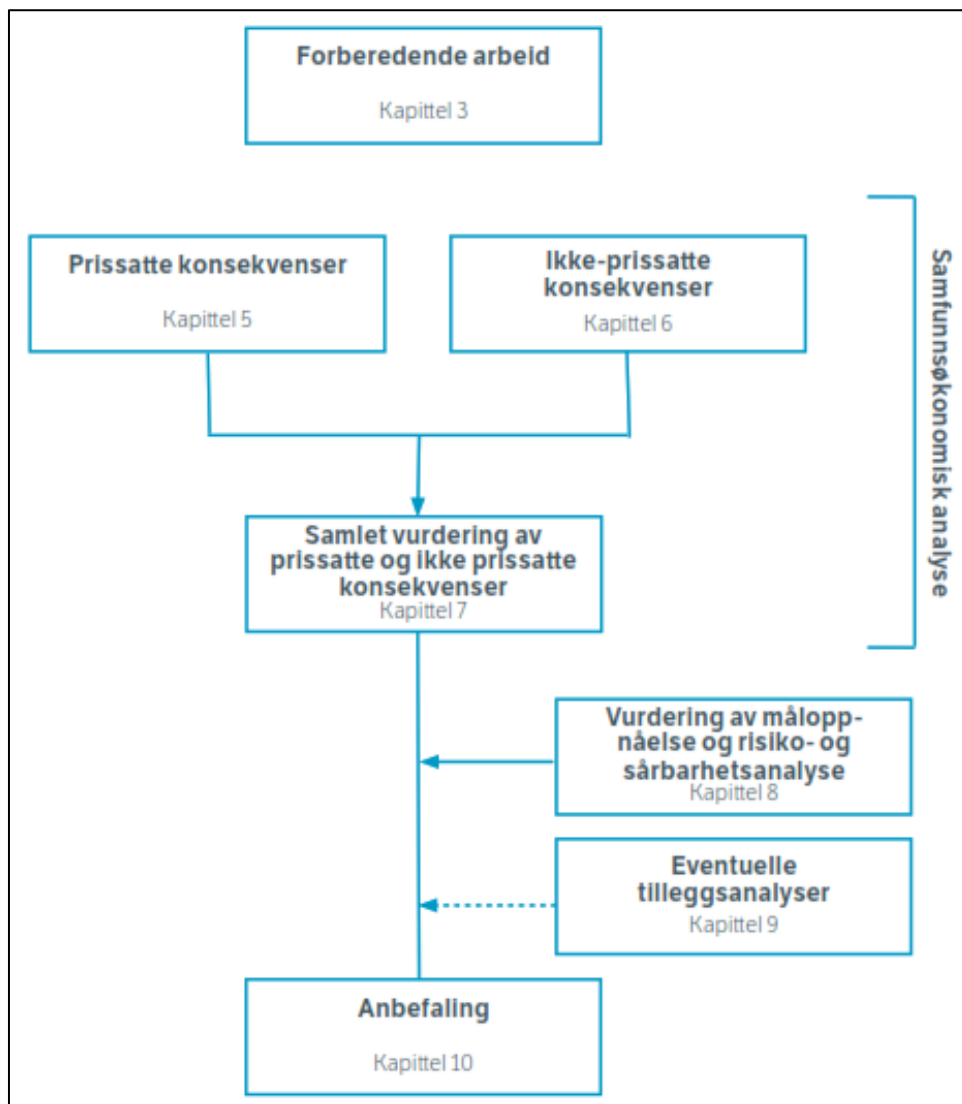 Forberedende arbeid
Kapittel 3
Prissatte konsekvenser
Kapittel 5
Ikke-prissatte
konsekvenser
Kapittel 6
Samfunnsøkonomisk analyse
Samlet vurdering av
prissatte og ikke prissatte
konsekvenser
Kapittel 7
Vurdering av målopp-
nåelse og risiko- og
sårbarhetsanalyse
Kapittel 8
Eventuelle
tilleggsanalyser
Kapittel 9
Anbefaling
Kapittel 10